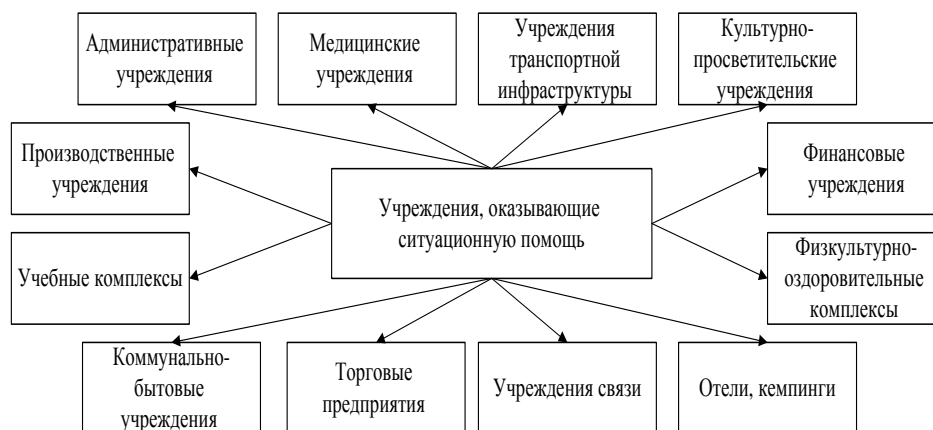 Административные
учреждения
Медицинские
учреждения
Учреждения
транспортной
инфраструктуры
Культурно-
просветительские
учреждения
Производственные
учреждения
Финансовые
учреждения
Учреждения, оказывающие
ситуационную помощь
Учебные комплексы
Физкультурно-
оздоровительные
комплексы
Коммунально-
бытовые
учреждения
Торговые
предприятия
Учреждения связи
Отели, кемпинги